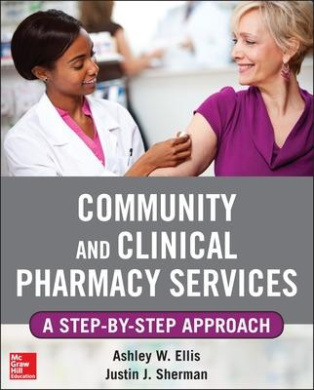 COMMUNITY
AND CLINICAL
PHARMACY SERVICES
A STEP-BY-STEP APPROACH
Mc
Graw
Hill
Education
Ashley W. Ellis
Justin J. Sherman